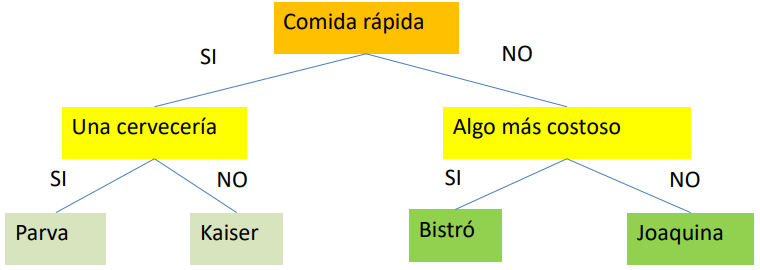 Comida rápida
SI
NO
Una cervecería
Algo más costoso
SI
NO
SI
NO
Parva
Kaiser
Bistró
Joaquina